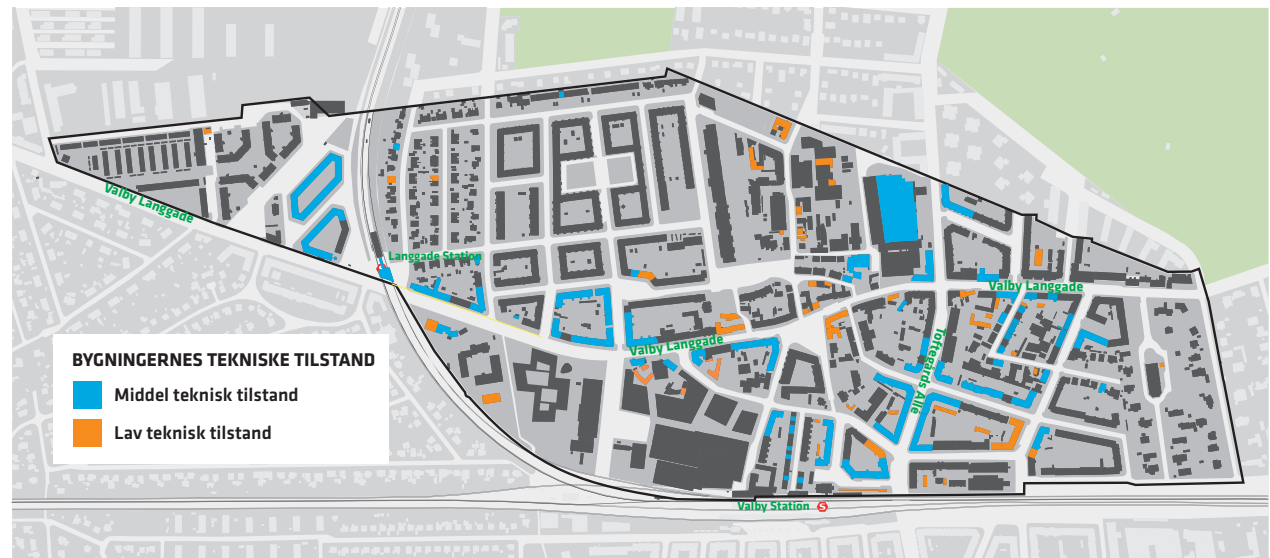 Valby Langgade
Langgade Station
Valby Langgade
Valby Langgade
Toftegårds Allé
BYGNINGERNES TEKNISKE TILSTAND
Middel teknisk tilstand
Lav teknisk tilstand
Valby Station S